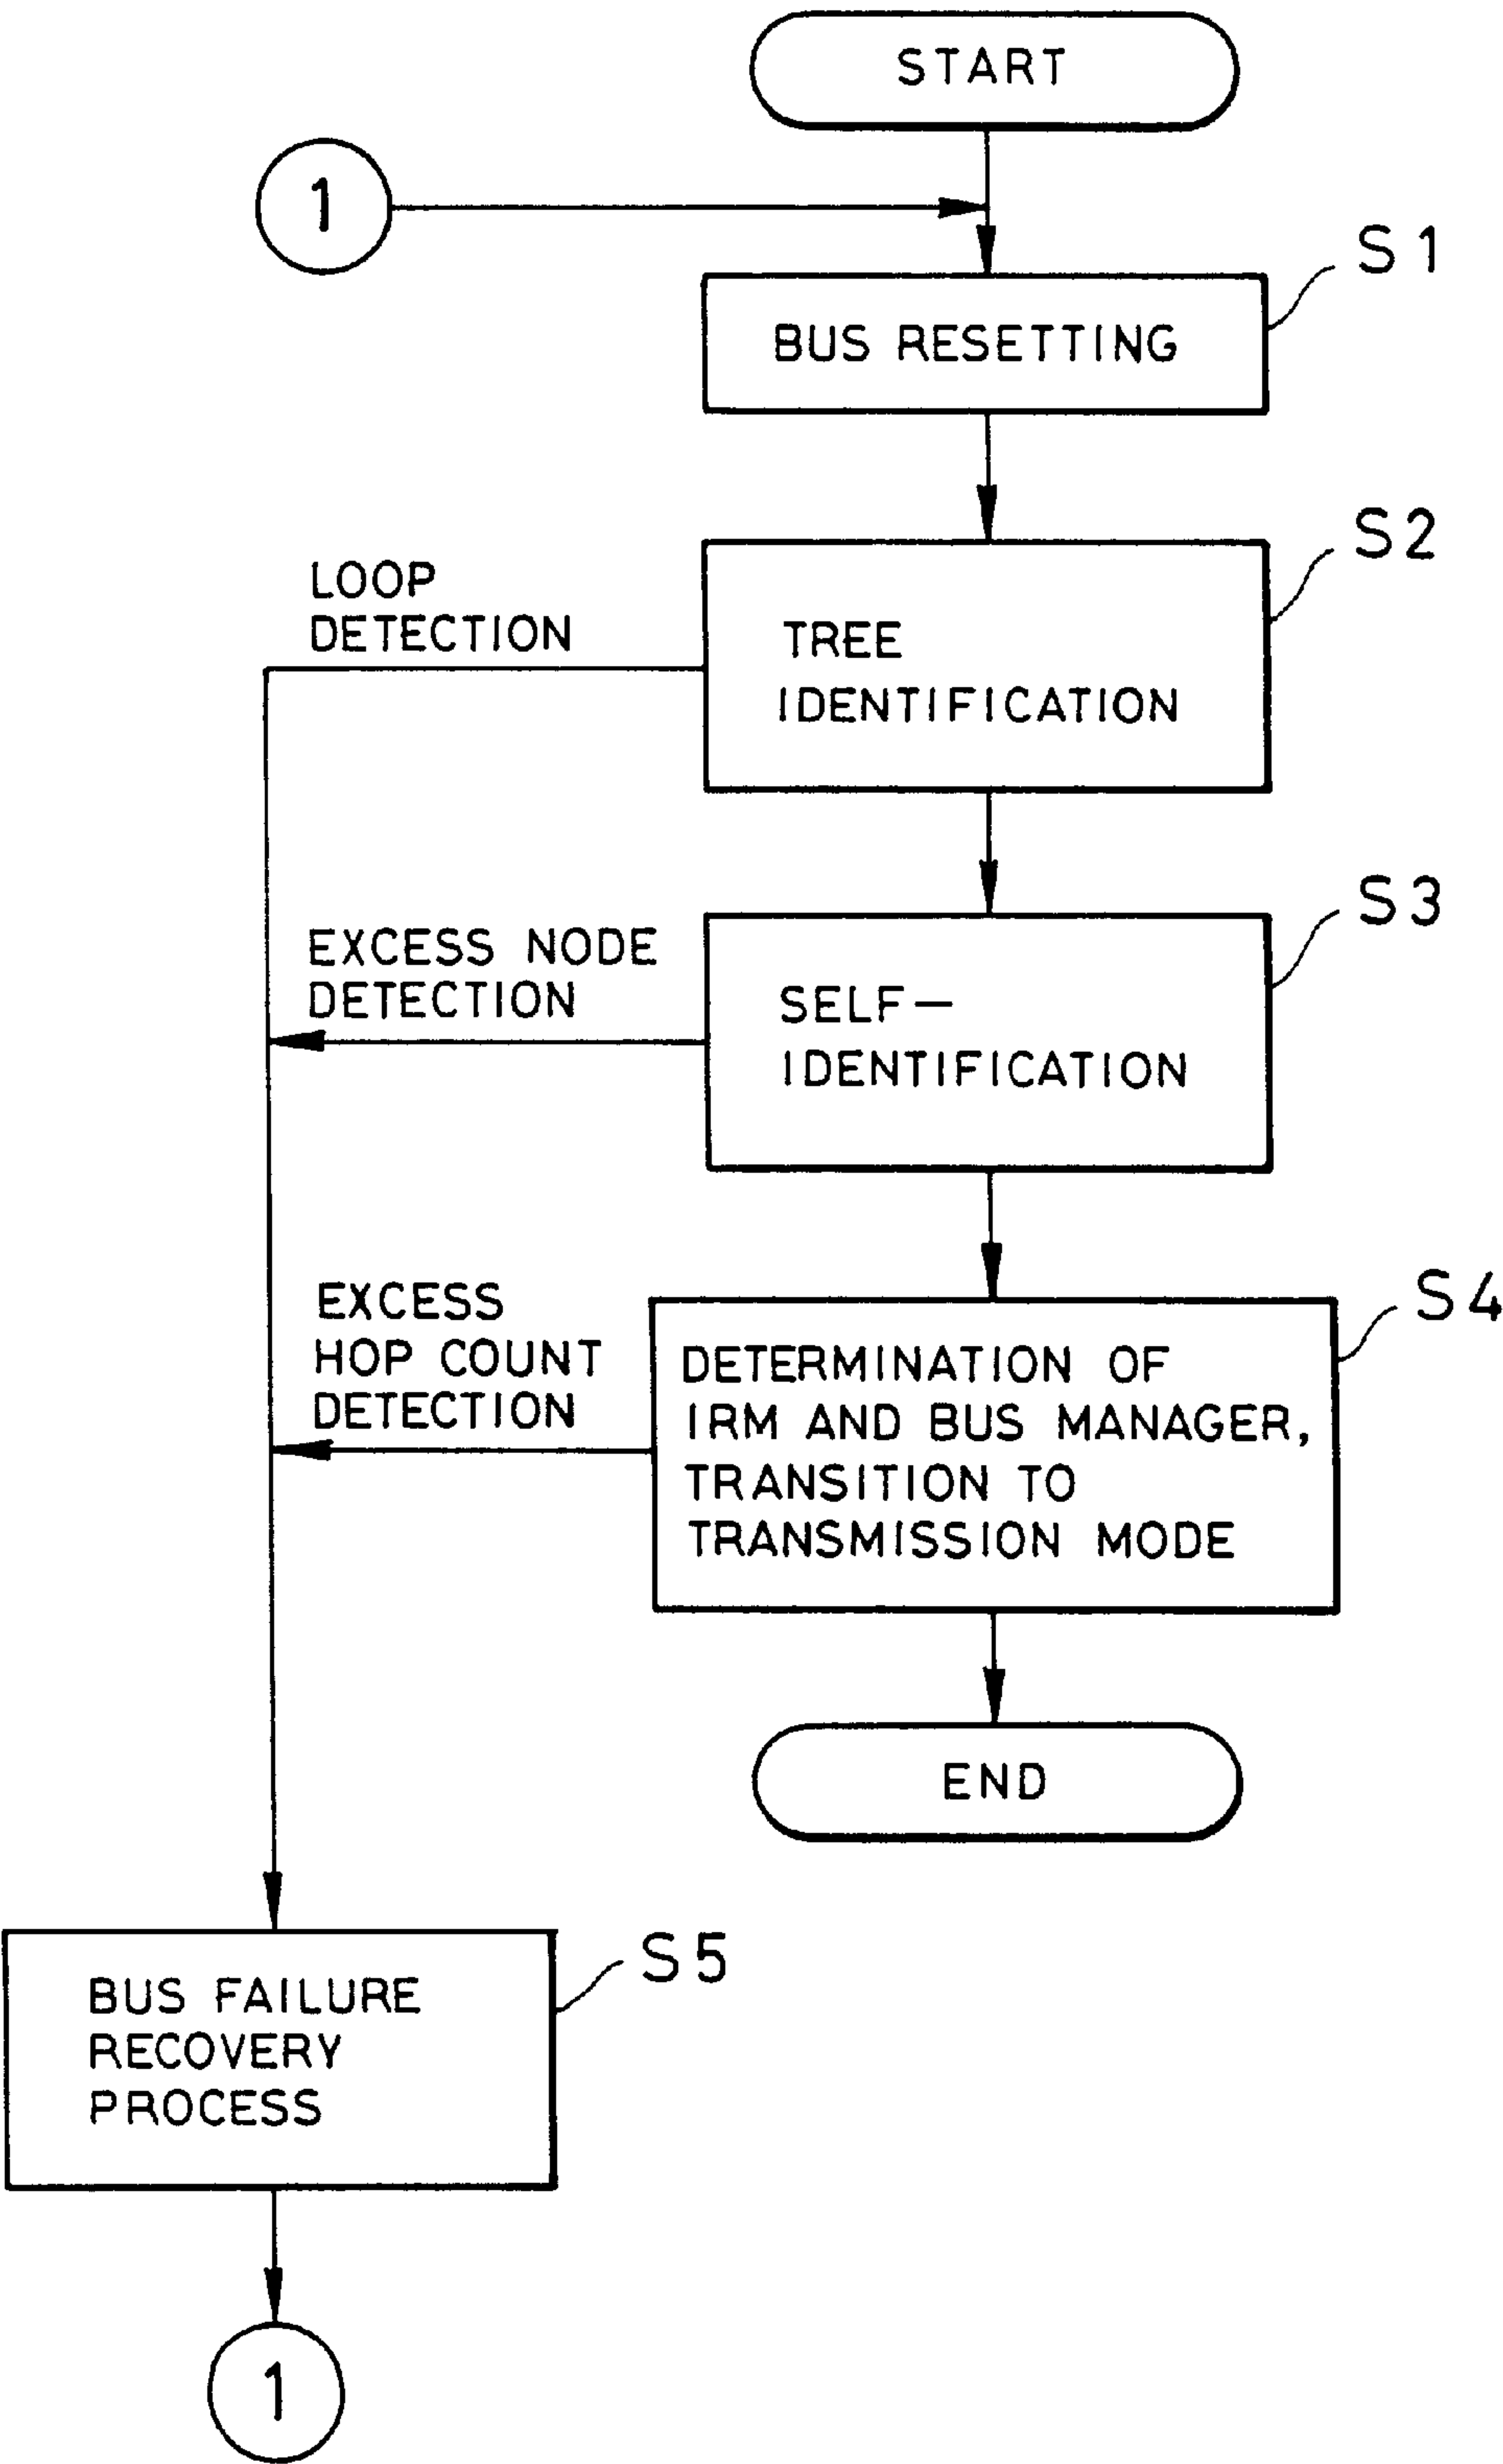 START
1
S1
BUS RESETTING
S2
LOOP
DETECTION
TREE
IDENTIFICATION
S3
EXCESS NODE
DETECTION
SELF—
IDENTIFICATION
S4
EXCESS
HOP COUNT
DETECTION
DETERMINATION OF
IRM AND BUS MANAGER,
TRANSITION TO
TRANSMISSION MODE
END
S5
BUS FAILURE
RECOVERY
PROCESS
1